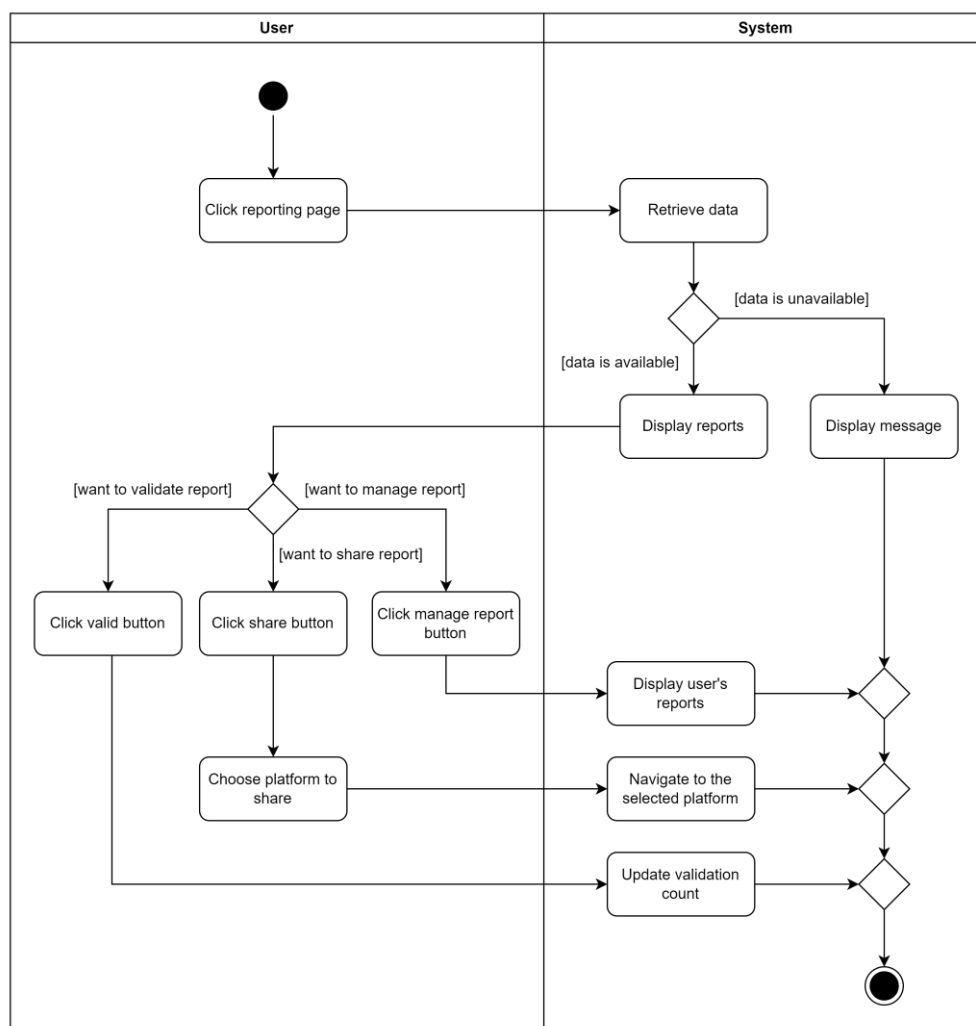 User
System
Click reporting page
Retrieve data
[data is unavailable]
[data is available]
Display reports
Display message
[want to validate report]
[want to manage report]
[want to share report]
Click valid button
Click share button
Click manage report
button
Display user's
reports
Choose platform to
share
Navigate to the
selected platform
Update validation
count